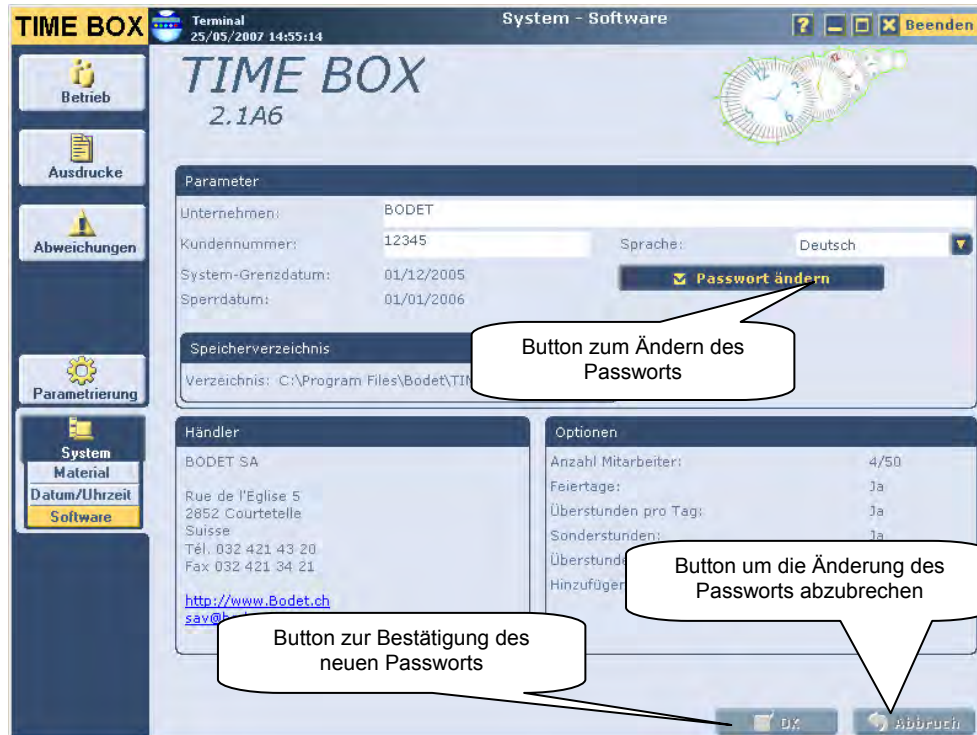 TIME BOX
Terminal
25/05/2007 14:55:14
System - Software
?
Beenden
Betrieb
Ausdrucke
Abweichungen
Parametrierung
System
Material
Datum/Uhrzeit
Software
TIME BOX
2.1A6
Parameter
Unternehmen: BODET
Kundennummer: 12345
Sprache: Deutsch
System-Grenzdatum: 01/12/2005
Passwort ändern
Sperrdatum: 01/01/2006
Button zum Ändern des
Passworts
Speicherverzeichnis
Verzeichnis: C:\Program Files\Bodet\TIM
Händler
BODET SA
Rue de l'Eglise 5
2852 Courtetelle
Suisse
Tél. 032 421 43 20
Fax 032 421 34 21
http://www.Bodet.ch
Optionen
Anzahl Mitarbeiter: 4/50
Feiertage: Ja
Überstunden pro Tag: Ja
Sonderstunden: Ja
Button um die Änderung des
Passworts abzubrechen
Button zur Bestätigung des
neuen Passworts
OK
Abbruch